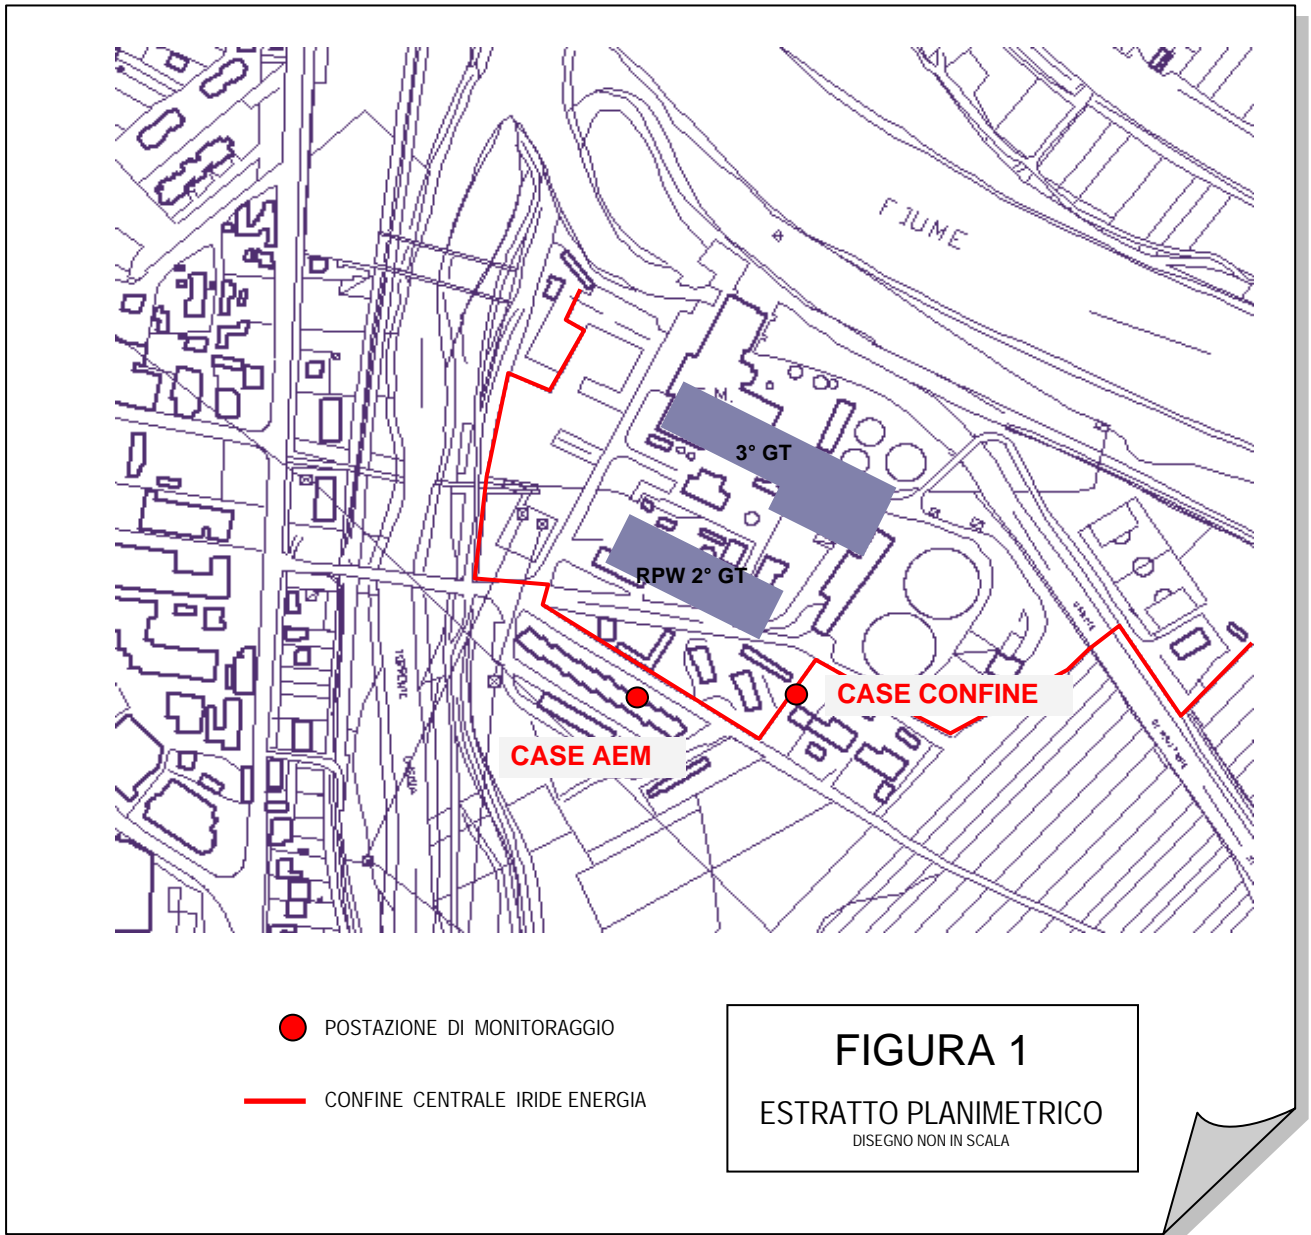 FIUME
M.
3° GT
RPW 2° GT
CASE CONFINE
CASE AEM
POSTAZIONE DI MONITORAGGIO
CONFINE CENTRALE IRIDE ENERGIA
FIGURA 1
ESTRATTO PLANIMETRICO
DISEGNO NON IN SCALA